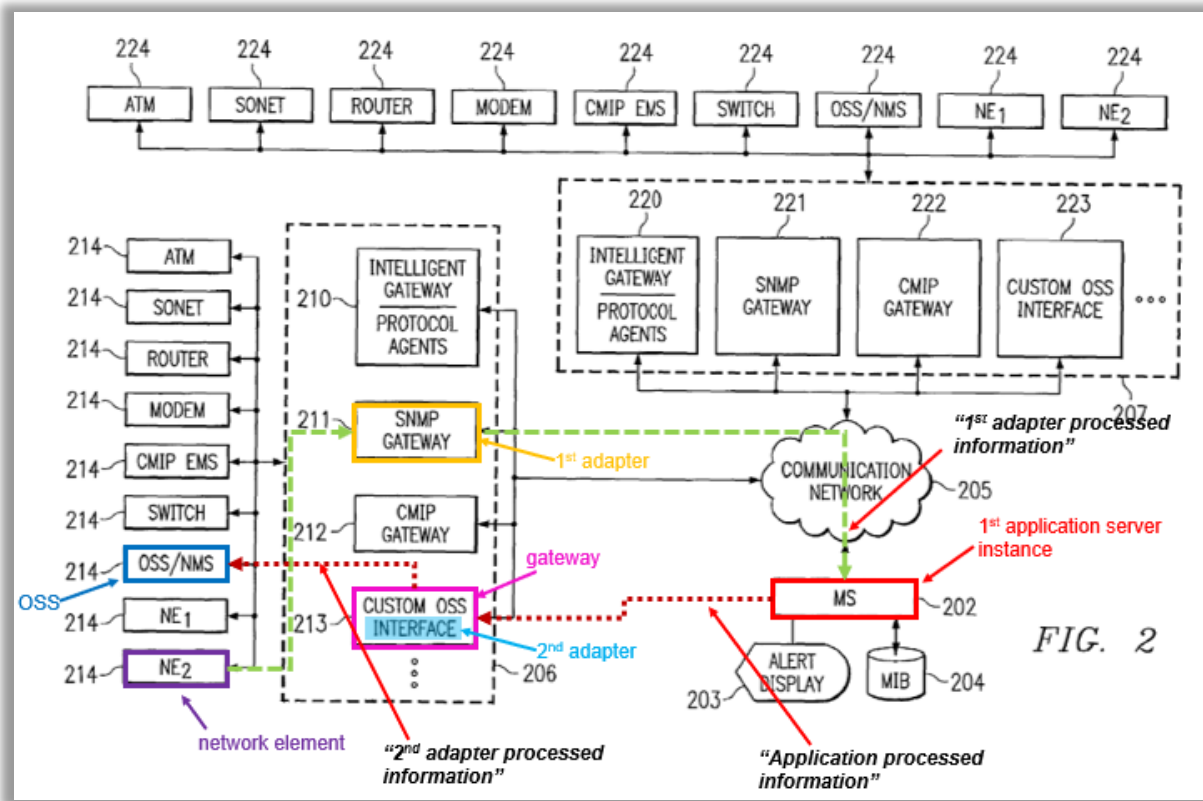 224 224 224 224 224 224 224 224 224
ATM SONET ROUTER MODEM CMIP EMS SWITCH OSS/NMS NE1 NE2
220 221 222 223
INTELLIGENT GATEWAY
PROTOCOL AGENTS
SNMP GATEWAY
CMIP GATEWAY
CUSTOM OSS INTERFACE
207
214 ATM
214 SONET
214 ROUTER
214 MODEM
214 CMIP EMS
214 SWITCH
214 OSS/NMS
OSS
214 NE1
214 NE2
network element
210
INTELLIGENT
GATEWAY
PROTOCOL
AGENTS
211
SNMP
GATEWAY
1st adapter
212
CMIP
GATEWAY
gateway
213
CUSTOM OSS
INTERFACE
2nd adapter
206
"2nd adapter processed
information"
"1st adapter processed
information"
COMMUNICATION
NETWORK
205
1st application server
instance
MS
202
ALERT
DISPLAY
203
MIB
204
FIG. 2
"Application processed
information"